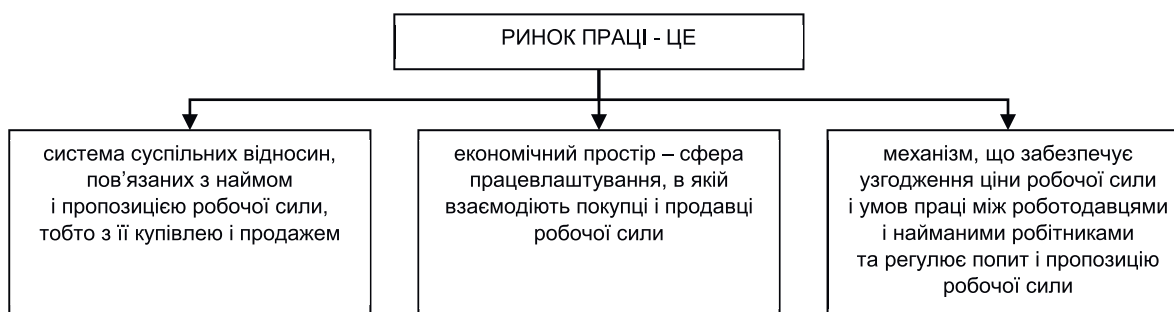 РИНОК ПРАЦІ - ЦЕ
система суспільних відносин,
пов’язаних з наймом
і пропозицією робочої сили,
тобто з її купівлею і продажем
економічний простір – сфера
працевлаштування, в якій
взаємодіють покупці і продавці
робочої сили
механізм, що забезпечує
узгодження ціни робочої сили
і умов праці між роботодавцями
і найманими робітниками
та регулює попит і пропозицію
робочої сили